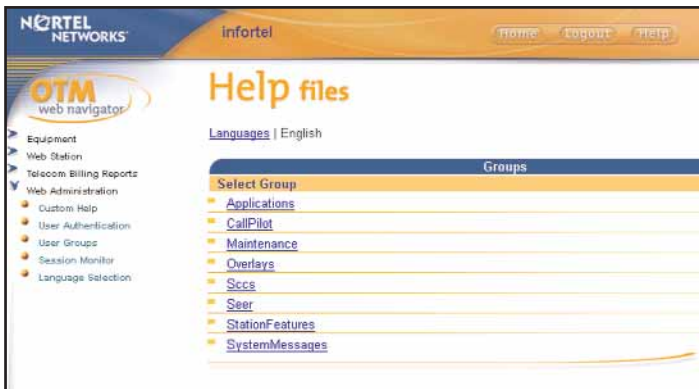 NORTEL
NETWORKS
infortel
Home
Logout
Help
OTM
web navigator
Equipment
Web Station
Telecom Billing Reports
Web Administration
Custom Help
User Authentication
User Groups
Session Monitor
Language Selection
Help files
Languages | English
Groups
Select Group
Applications
CallPilot
Maintenance
Overlays
Sccs
Seer
StationFeatures
SystemMessages